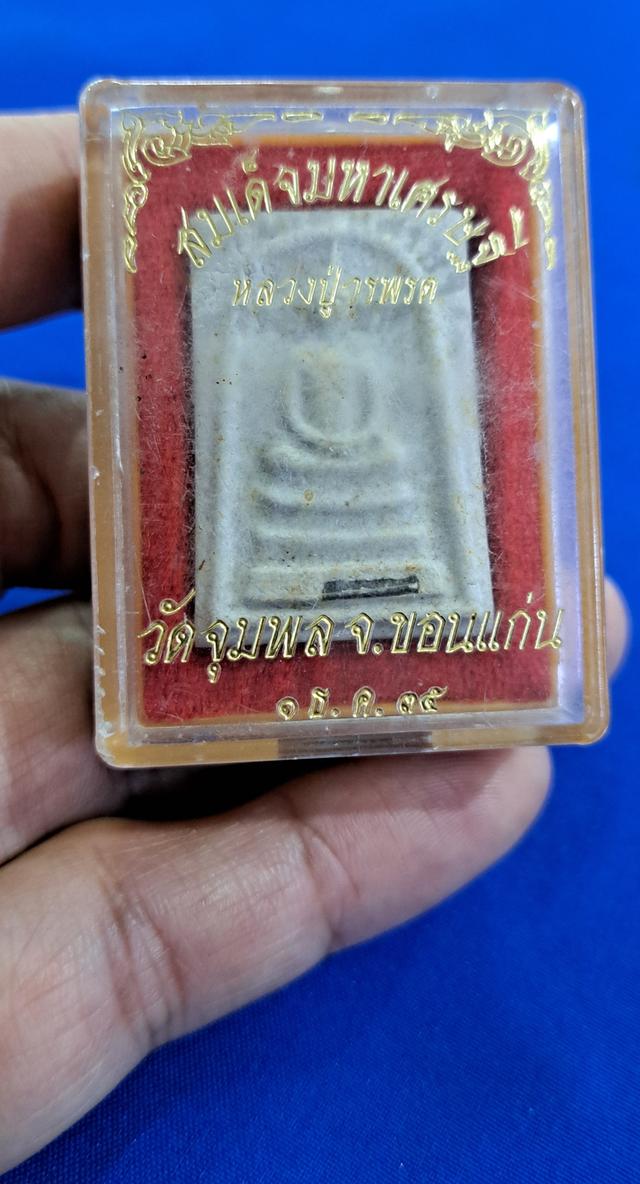 สมเด็จมหาเศรษฐี
หลวงปู่วรพรต
วัดจุมพล จ.ขอนแก่น
๑ ธ.ค. ๓๕